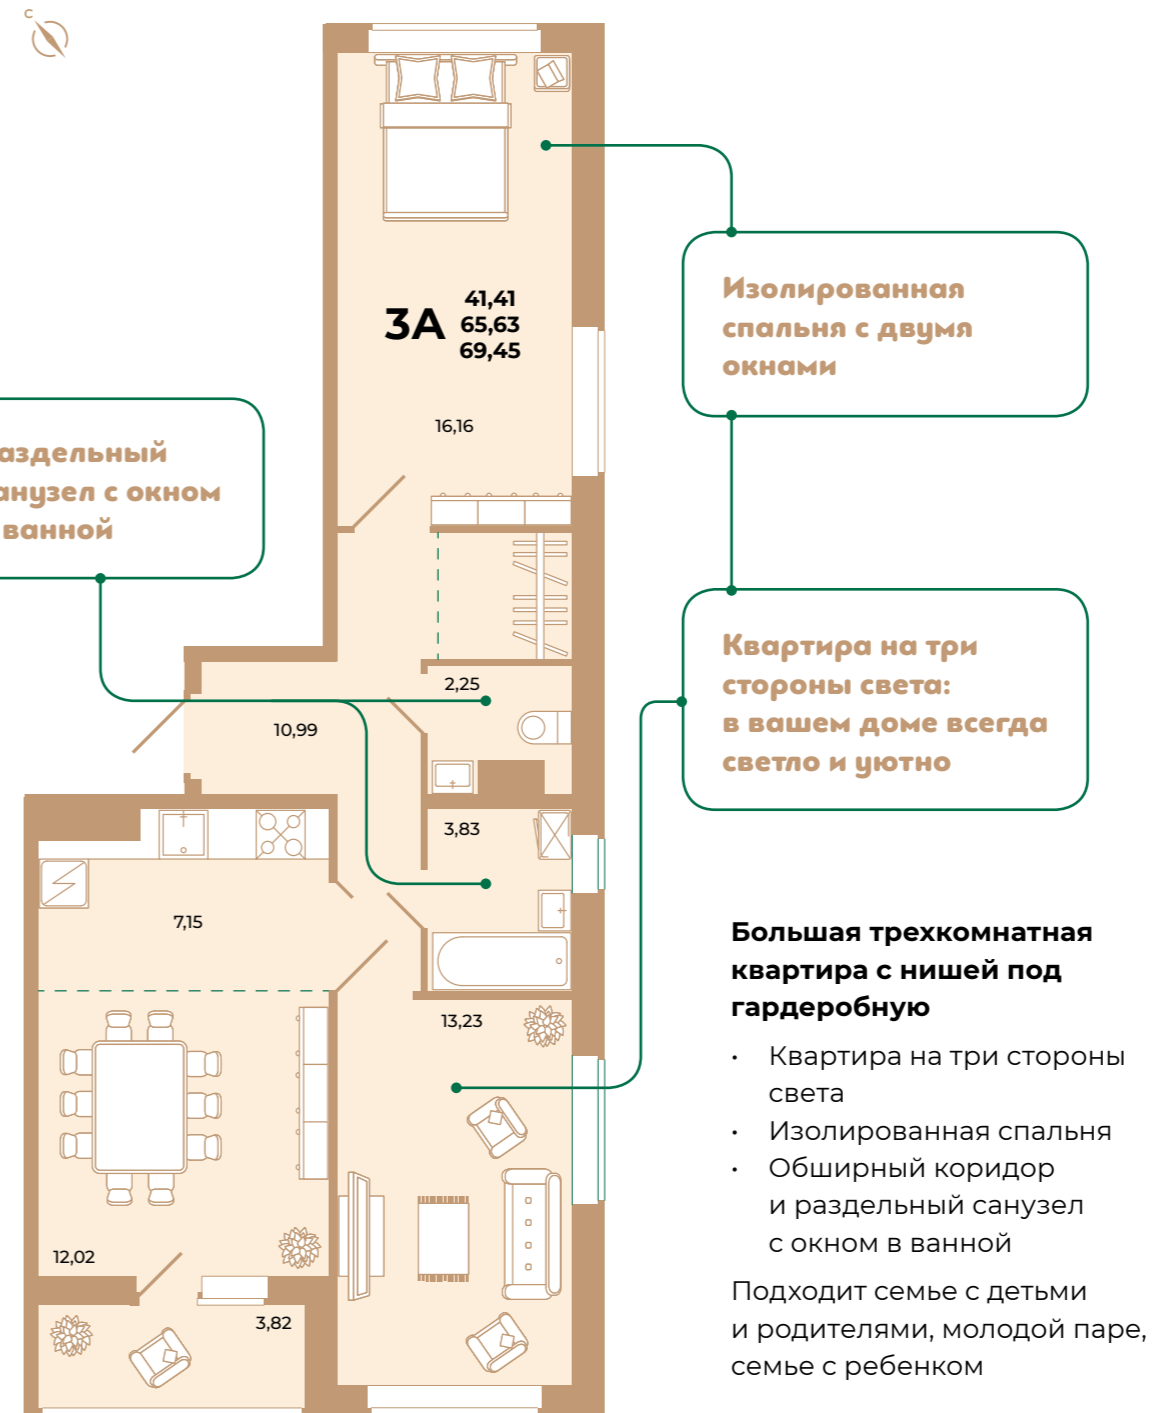 С
Изолированная
спальня с двумя
окнами
3А
41,41
65,63
69,45
16,16
аздельный
анузел с окном
ванной
Квартира на три
стороны света:
в вашем доме всегда
светло и уютно
2,25
10,99
3,83
7,15
13,23
12,02
3,82
Большая трехкомнатная
квартира с нишей под
гардеробную
• Квартира на три стороны
света
• Изолированная спальня
• Обширный коридор
и раздельный санузел
с окном в ванной
Подходит семье с детьми
и родителями, молодой паре,
семье с ребенком